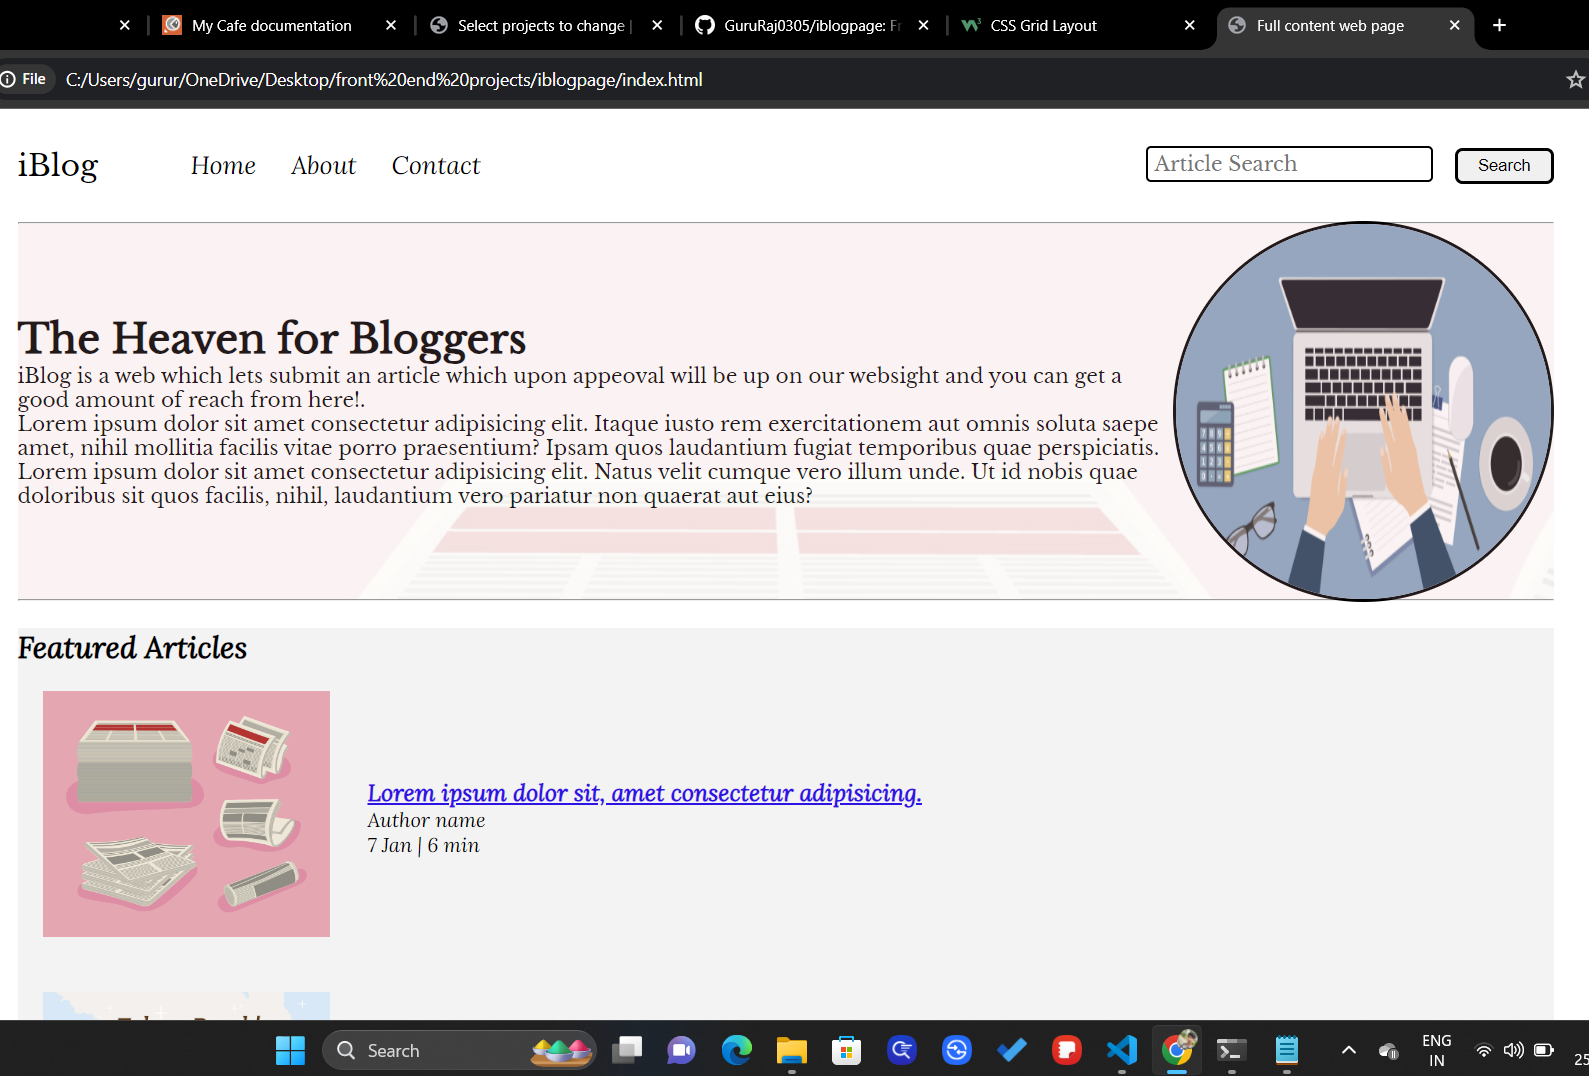 My Cafe documentation
Select projects to change |
GuruRaj0305/iblogpage: Fr
CSS Grid Layout
Full content web page
File
C:/Users/gurur/OneDrive/Desktop/front%20end%20projects/iblogpage/index.html
iBlog
Home
About
Contact
Article Search
Search
The Heaven for Bloggers
iBlog is a web which lets submit an article which upon appeoval will be up on our websight and you can get a
good amount of reach from here!.
Lorem ipsum dolor sit amet consectetur adipisicing elit. Itaque iusto rem exercitationem aut omnis soluta saepe
amet, nihil mollitia facilis vitae porro praesentium? Ipsam quos laudantium fugiat temporibus quae perspiciatis.
Lorem ipsum dolor sit amet consectetur adipisicing elit. Natus velit cumque vero illum unde. Ut id nobis quae
doloribus sit quos facilis, nihil, laudantium vero pariatur non quaerat aut eius?
Featured Articles
Lorem ipsum dolor sit, amet consectetur adipisicing.
Author name
7 Jan | 6 min
Search
ENG
IN
25